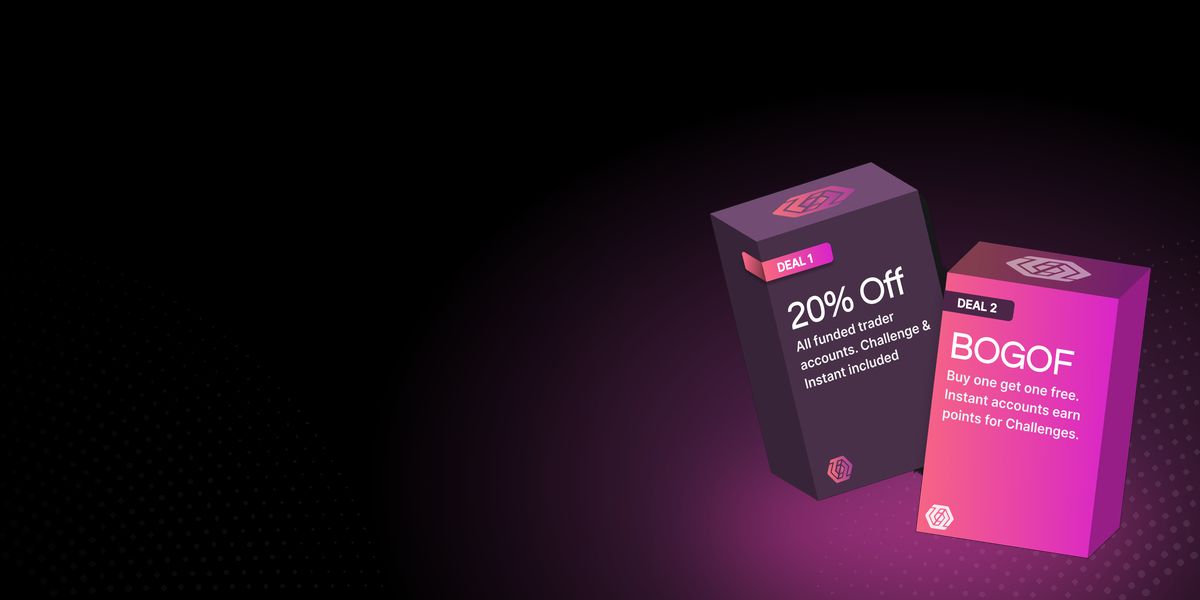 DEAL 1
20% Off
All funded trader
accounts. Challenge &
Instant included
DEAL 2
BOGOF
Buy one get one free.
Instant accounts earn
points for Challenges.